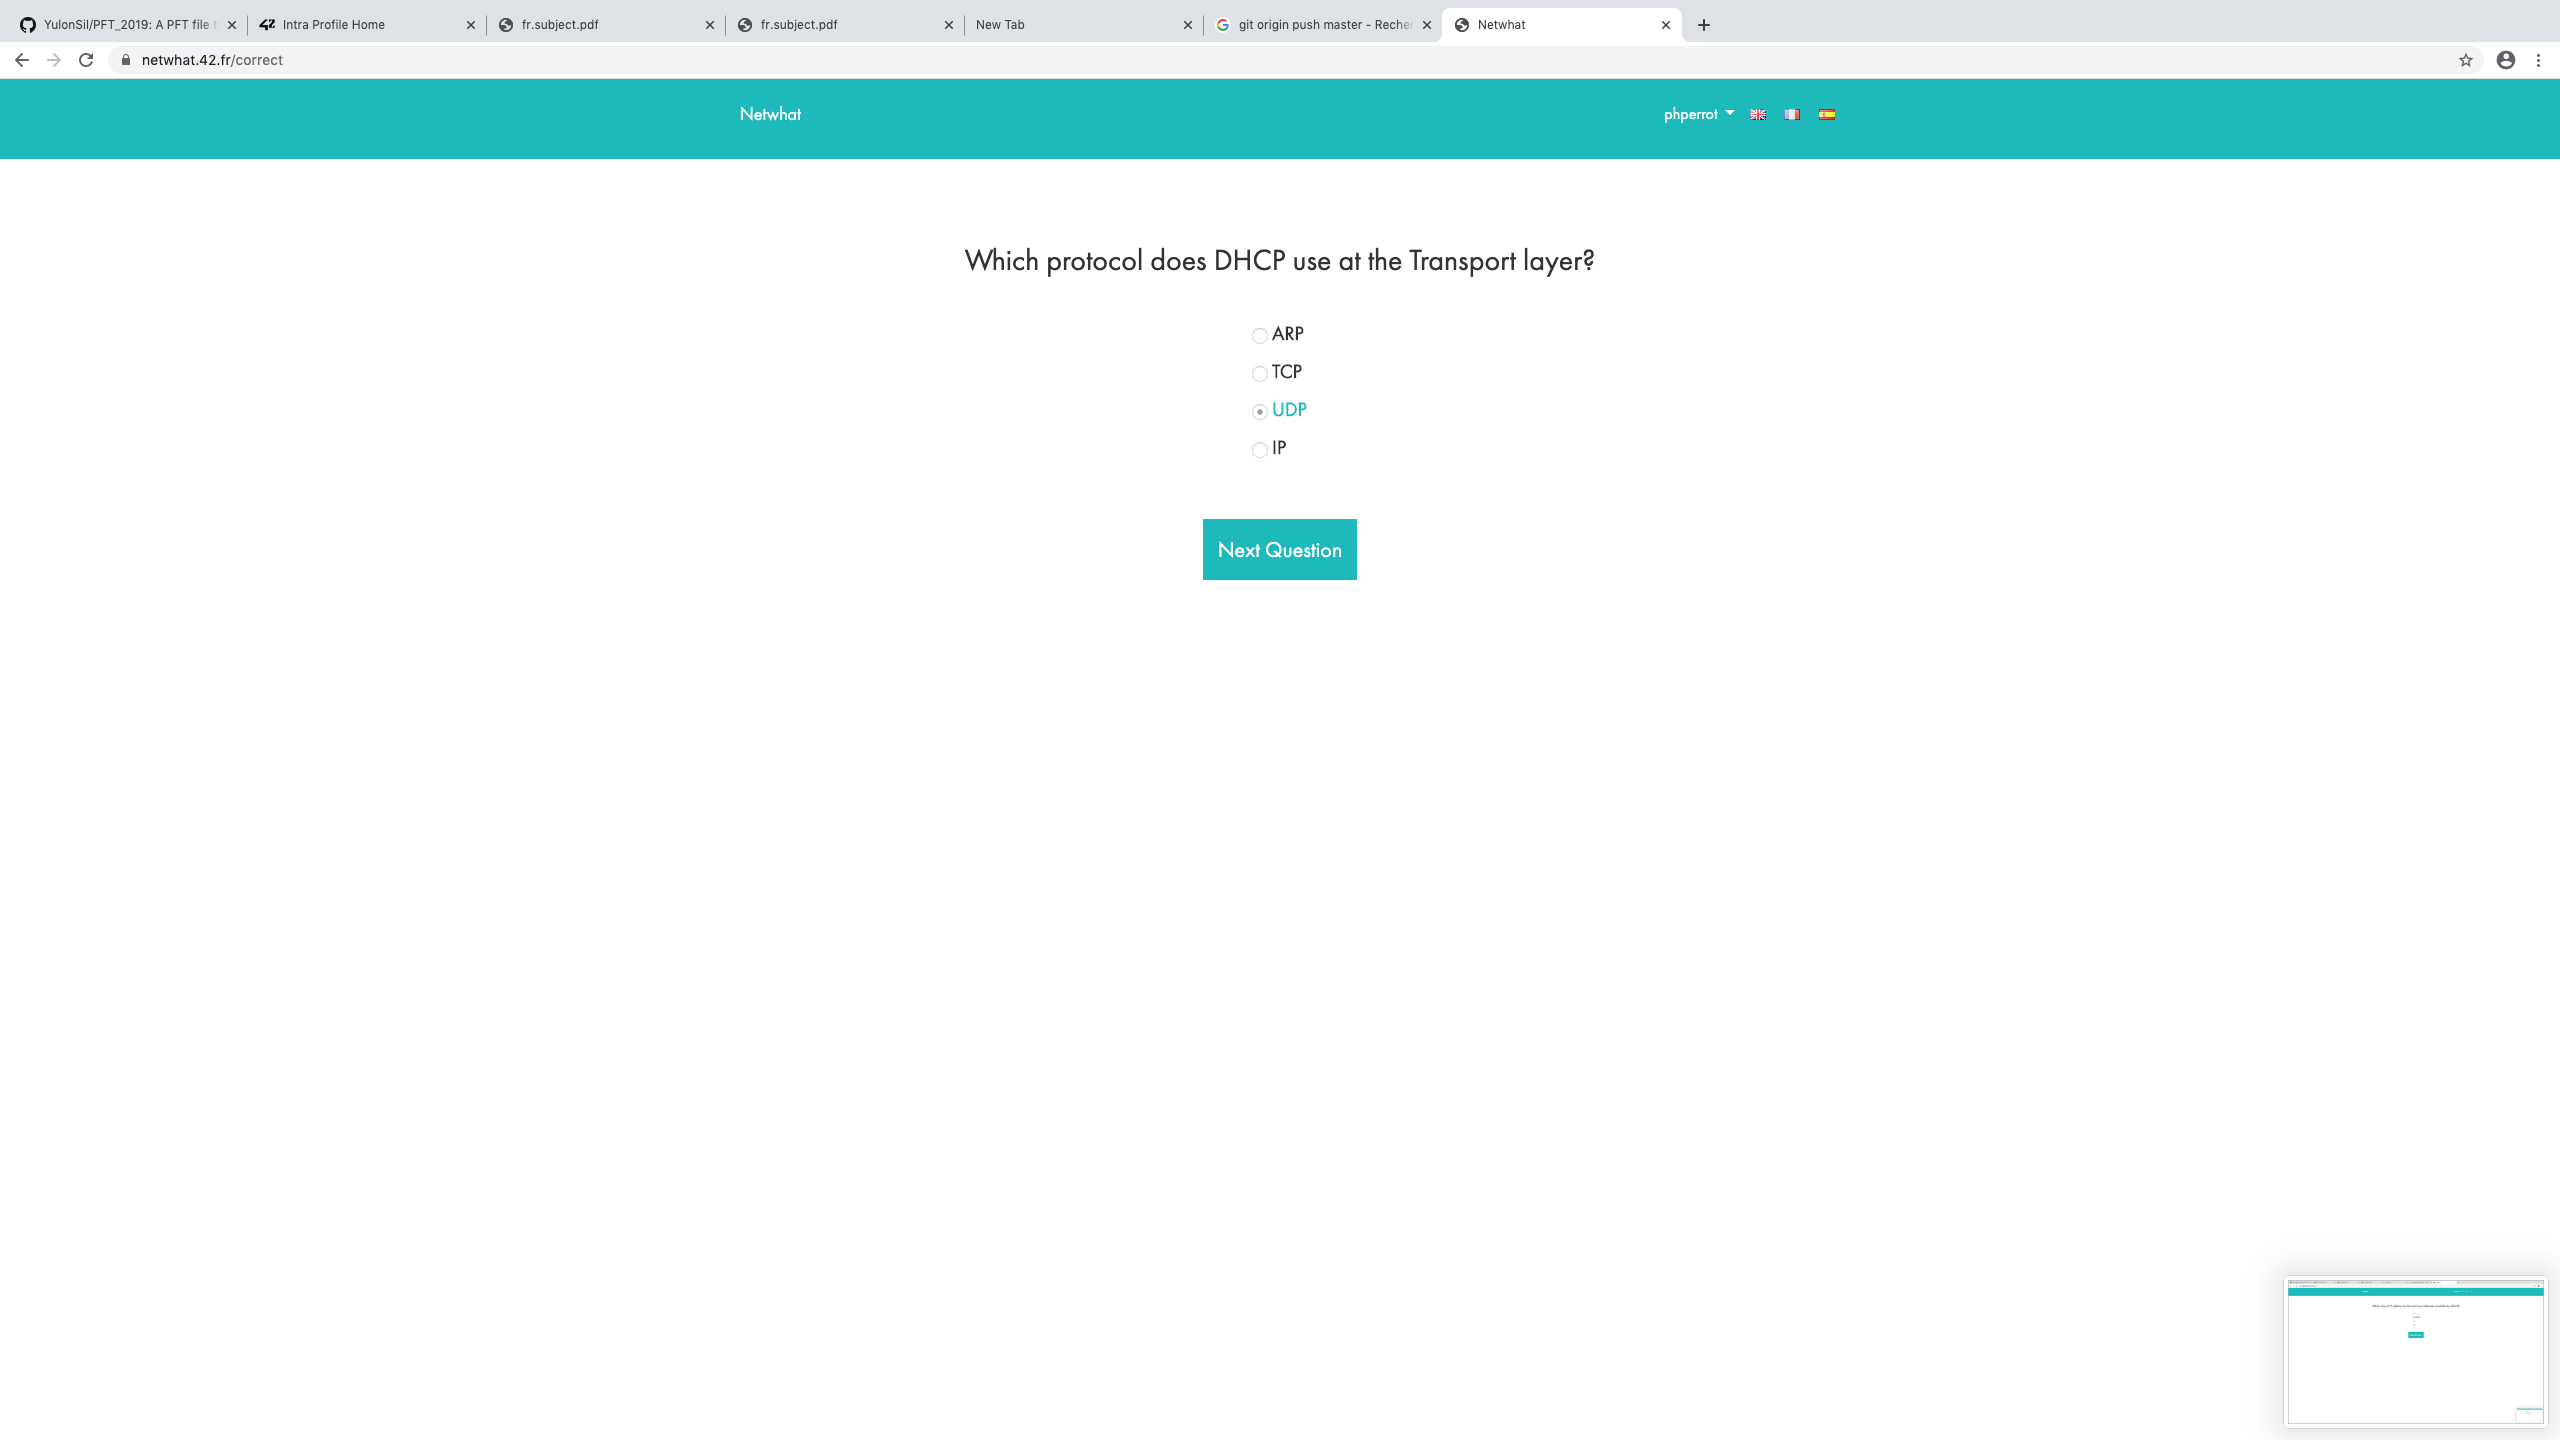 YulonSil/PFT_2019: A PFT file t
Intra Profile Home
fr.subject.pdf
fr.subject.pdf
New Tab
git origin push master - Recher
Netwhat
netwhat.42.fr/correct
Netwhat
phperrot
Which protocol does DHCP use at the Transport layer?
ARP
TCP
UDP
IP
Next Question